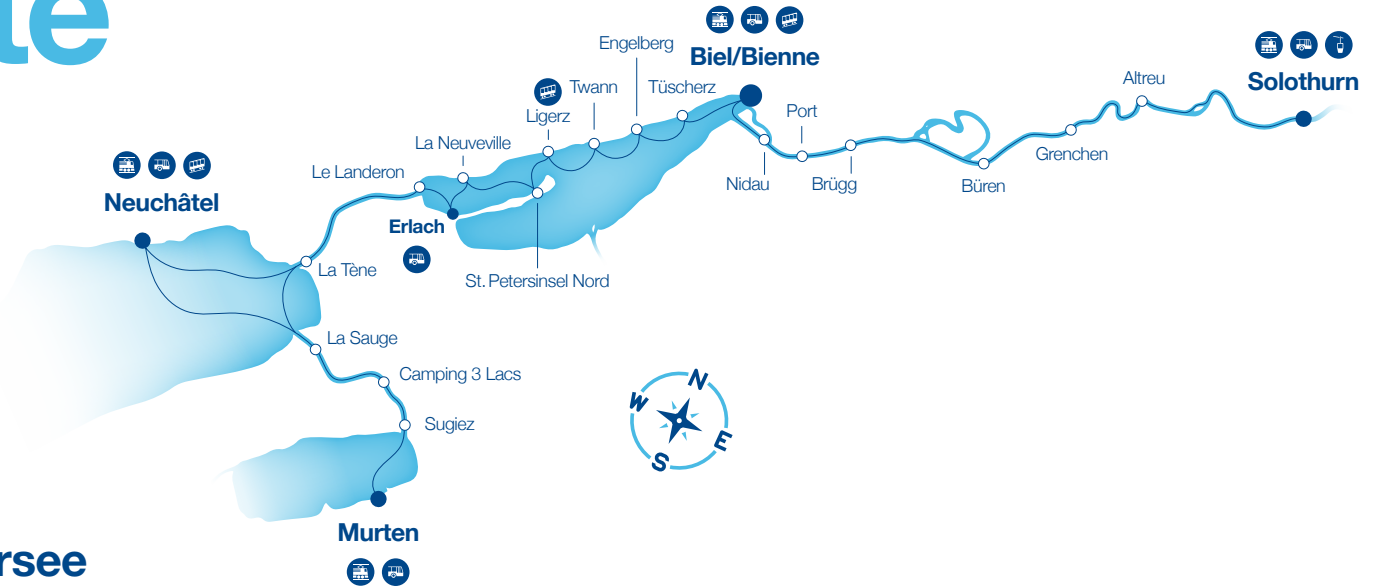 te
Engelberg
Biel/Bienne
Solothurn
Twann
Tüscherz
Altreu
Ligerz
Port
La Neuveville
Grenchen
Le Landeron
Nidau
Brügg
Büren
Neuchâtel
Erlach
La Tène
St. Petersinsel Nord
La Sauge
Camping 3 Lacs
N
W
E
S
Sugiez
Murten
rsee